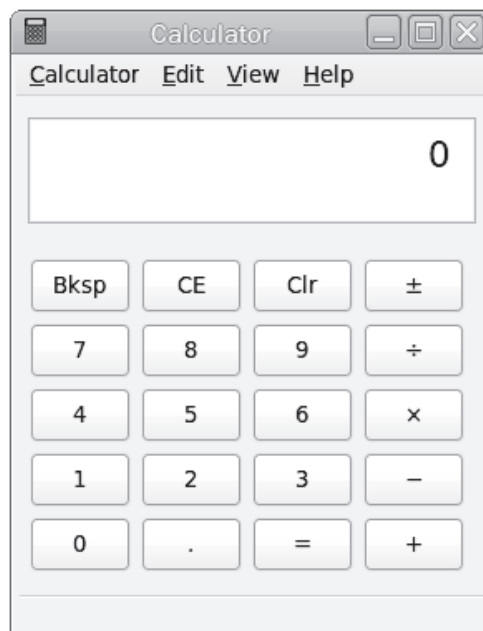 Calculator
Calculator Edit View Help
0
Bksp CE Clr ±
7 8 9 ÷
4 5 6 ×
1 2 3 −
0 . = +